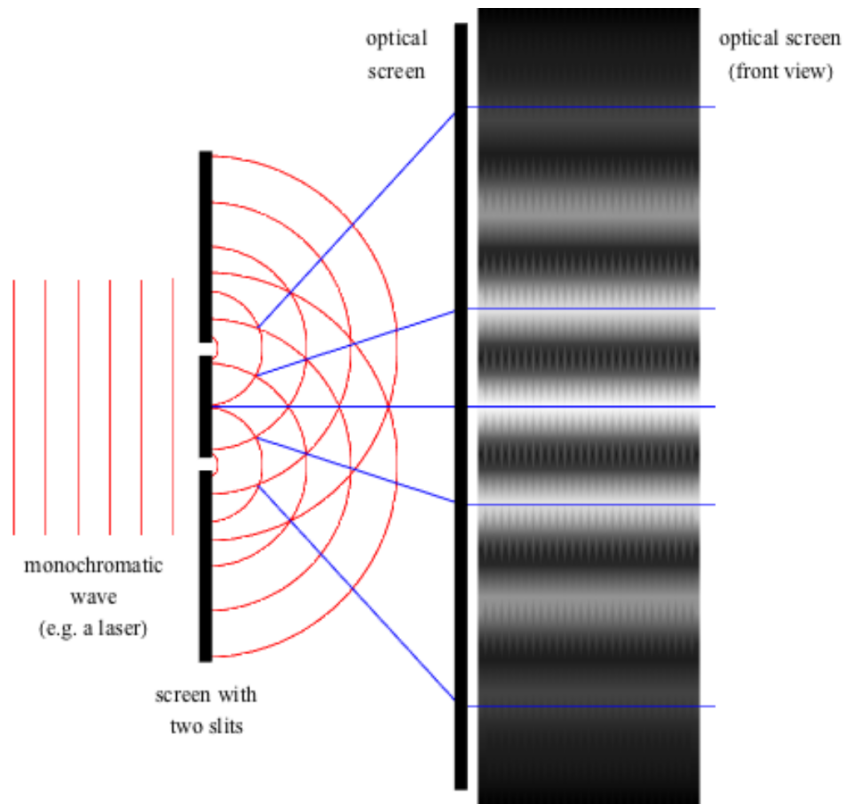 optical
screen
optical screen
(front view)
monochromatic
wave
(e.g. a laser)
screen with
two slits